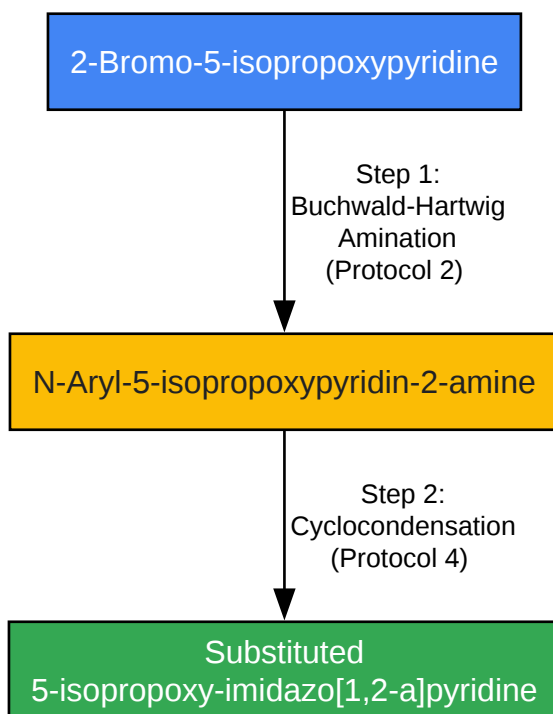 2-Bromo-5-isopropoxypyridine
Step 1:
Buchwald-Hartwig
Amination
(Protocol 2)
N-Aryl-5-isopropoxypyridin-2-amine
Step 2:
Cyclocondensation
(Protocol 4)
Substituted
5-isopropoxy-imidazo[1,2-a]pyridine